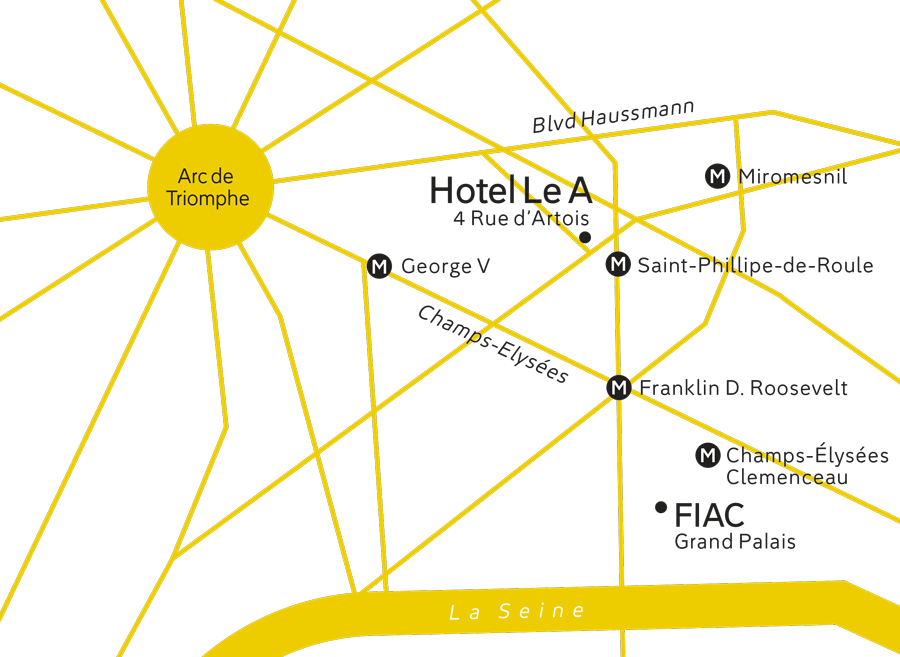 Blvd Haussmann
Arc de
Triomphe
M Miromesnil
Hotel Le A
4 Rue d'Artois
M George V
M Saint-Phillipe-de-Roule
Champs-Elysées
M Franklin D. Roosevelt
M Champs-Élysées
Clemenceau
FIAC
Grand Palais
La Seine